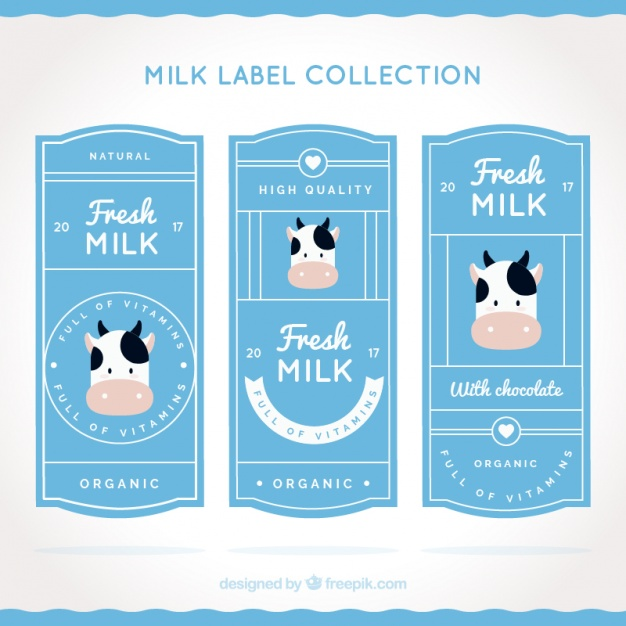 MILK LABEL COLLECTION
NATURAL
Fresh
20 MILK 17
FULL OF VITAMINS
FULL OF VITAMINS
ORGANIC
HIGH QUALITY
Fresh
20 MILK 17
FULL OF VITAMINS
• ORGANIC •
Fresh
20 MILK 17
With chocolate
ORGANIC
FULL OF VITAMINS
designed by freepik.com